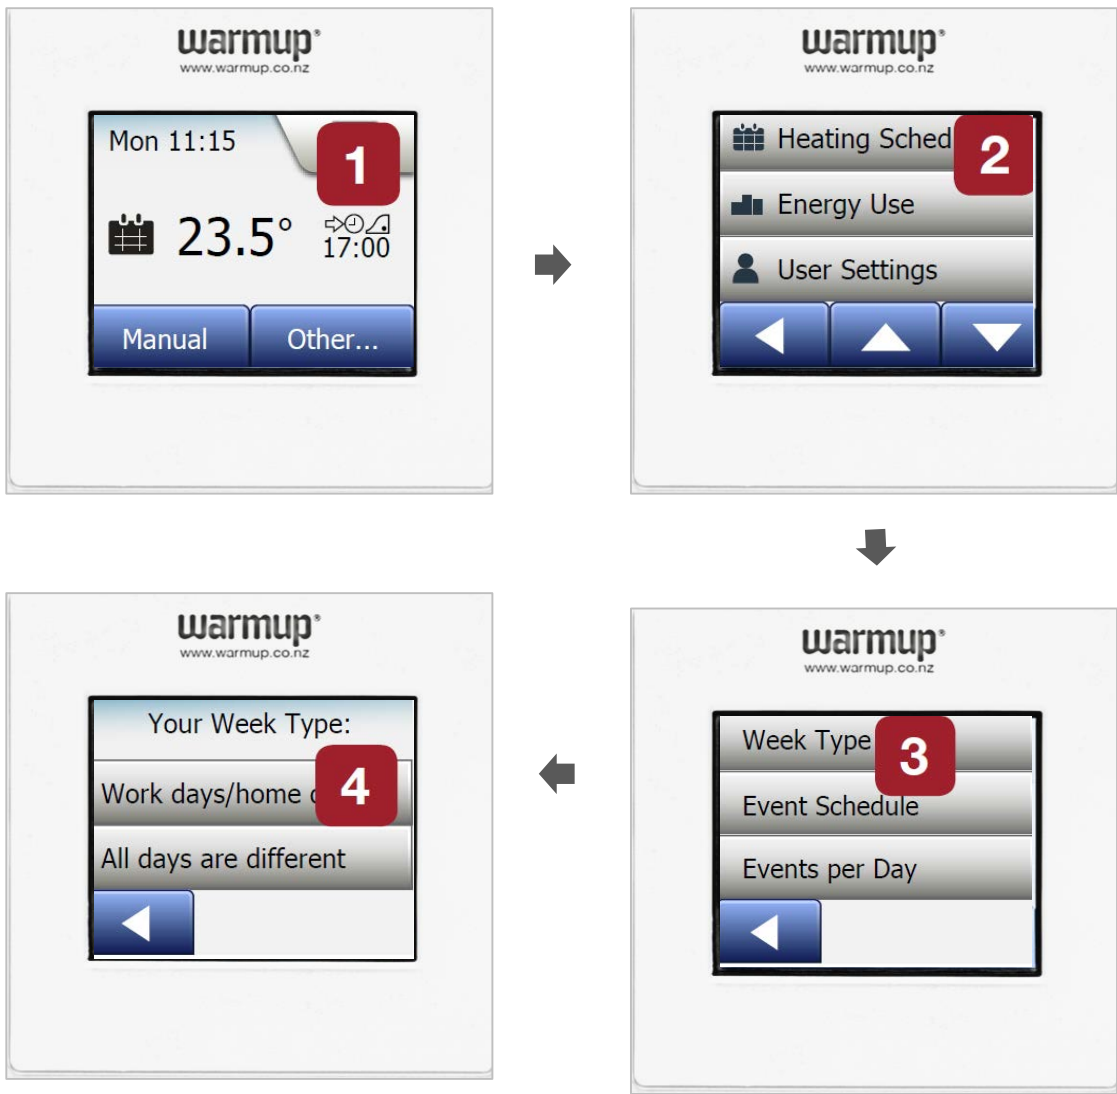 warmup®
www.warmup.co.nz
Mon 11:15
1
23.5°
17:00
Manual
Other...
warmup®
www.warmup.co.nz
Heating Sched
2
Energy Use
User Settings
warmup®
www.warmup.co.nz
Week Type
3
Event Schedule
Events per Day
warmup®
www.warmup.co.nz
Your Week Type:
Work days/home
4
All days are different